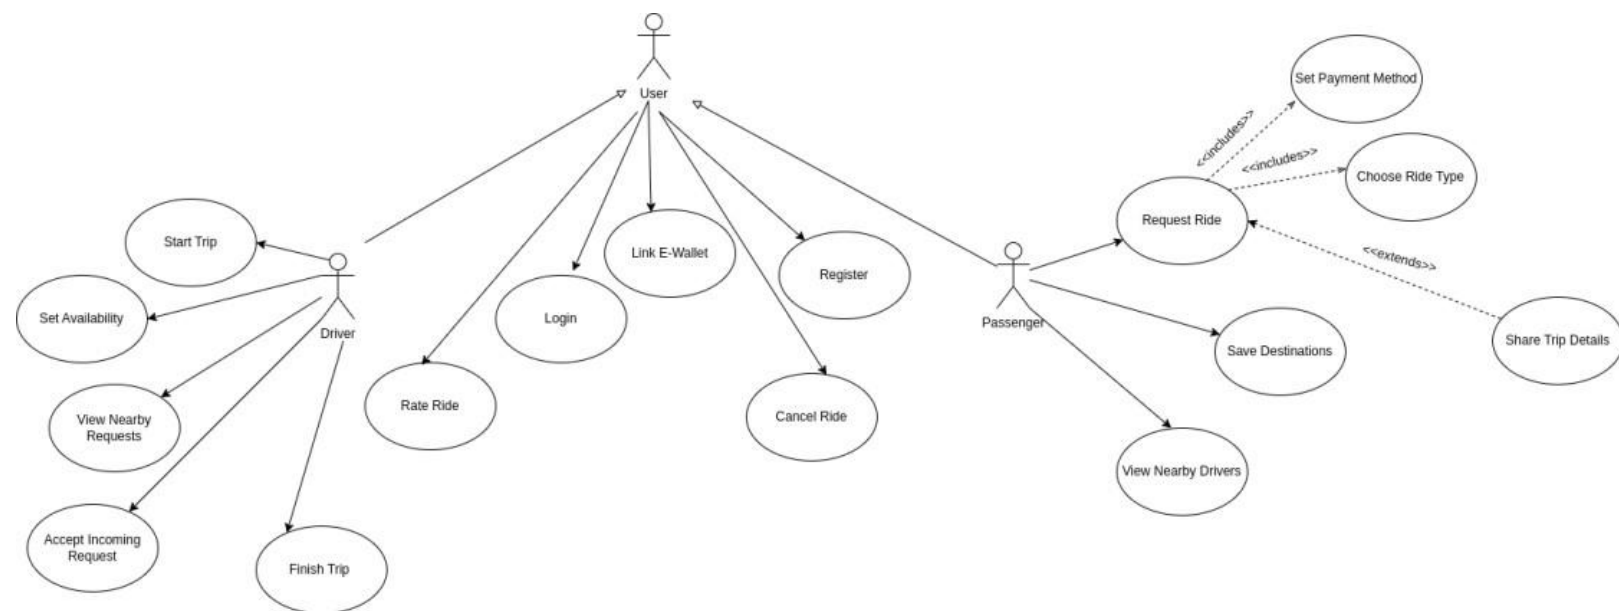 User
Set Payment Method
<<includes>>
<<includes>>
Choose Ride Type
Request Ride
Start Trip
Link E-Wallet
Register
<<extends>>
Set Availability
Driver
Login
Passenger
Save Destinations
Share Trip Details
View Nearby
Requests
Rate Ride
Cancel Ride
View Nearby Drivers
Accept Incoming
Request
Finish Trip